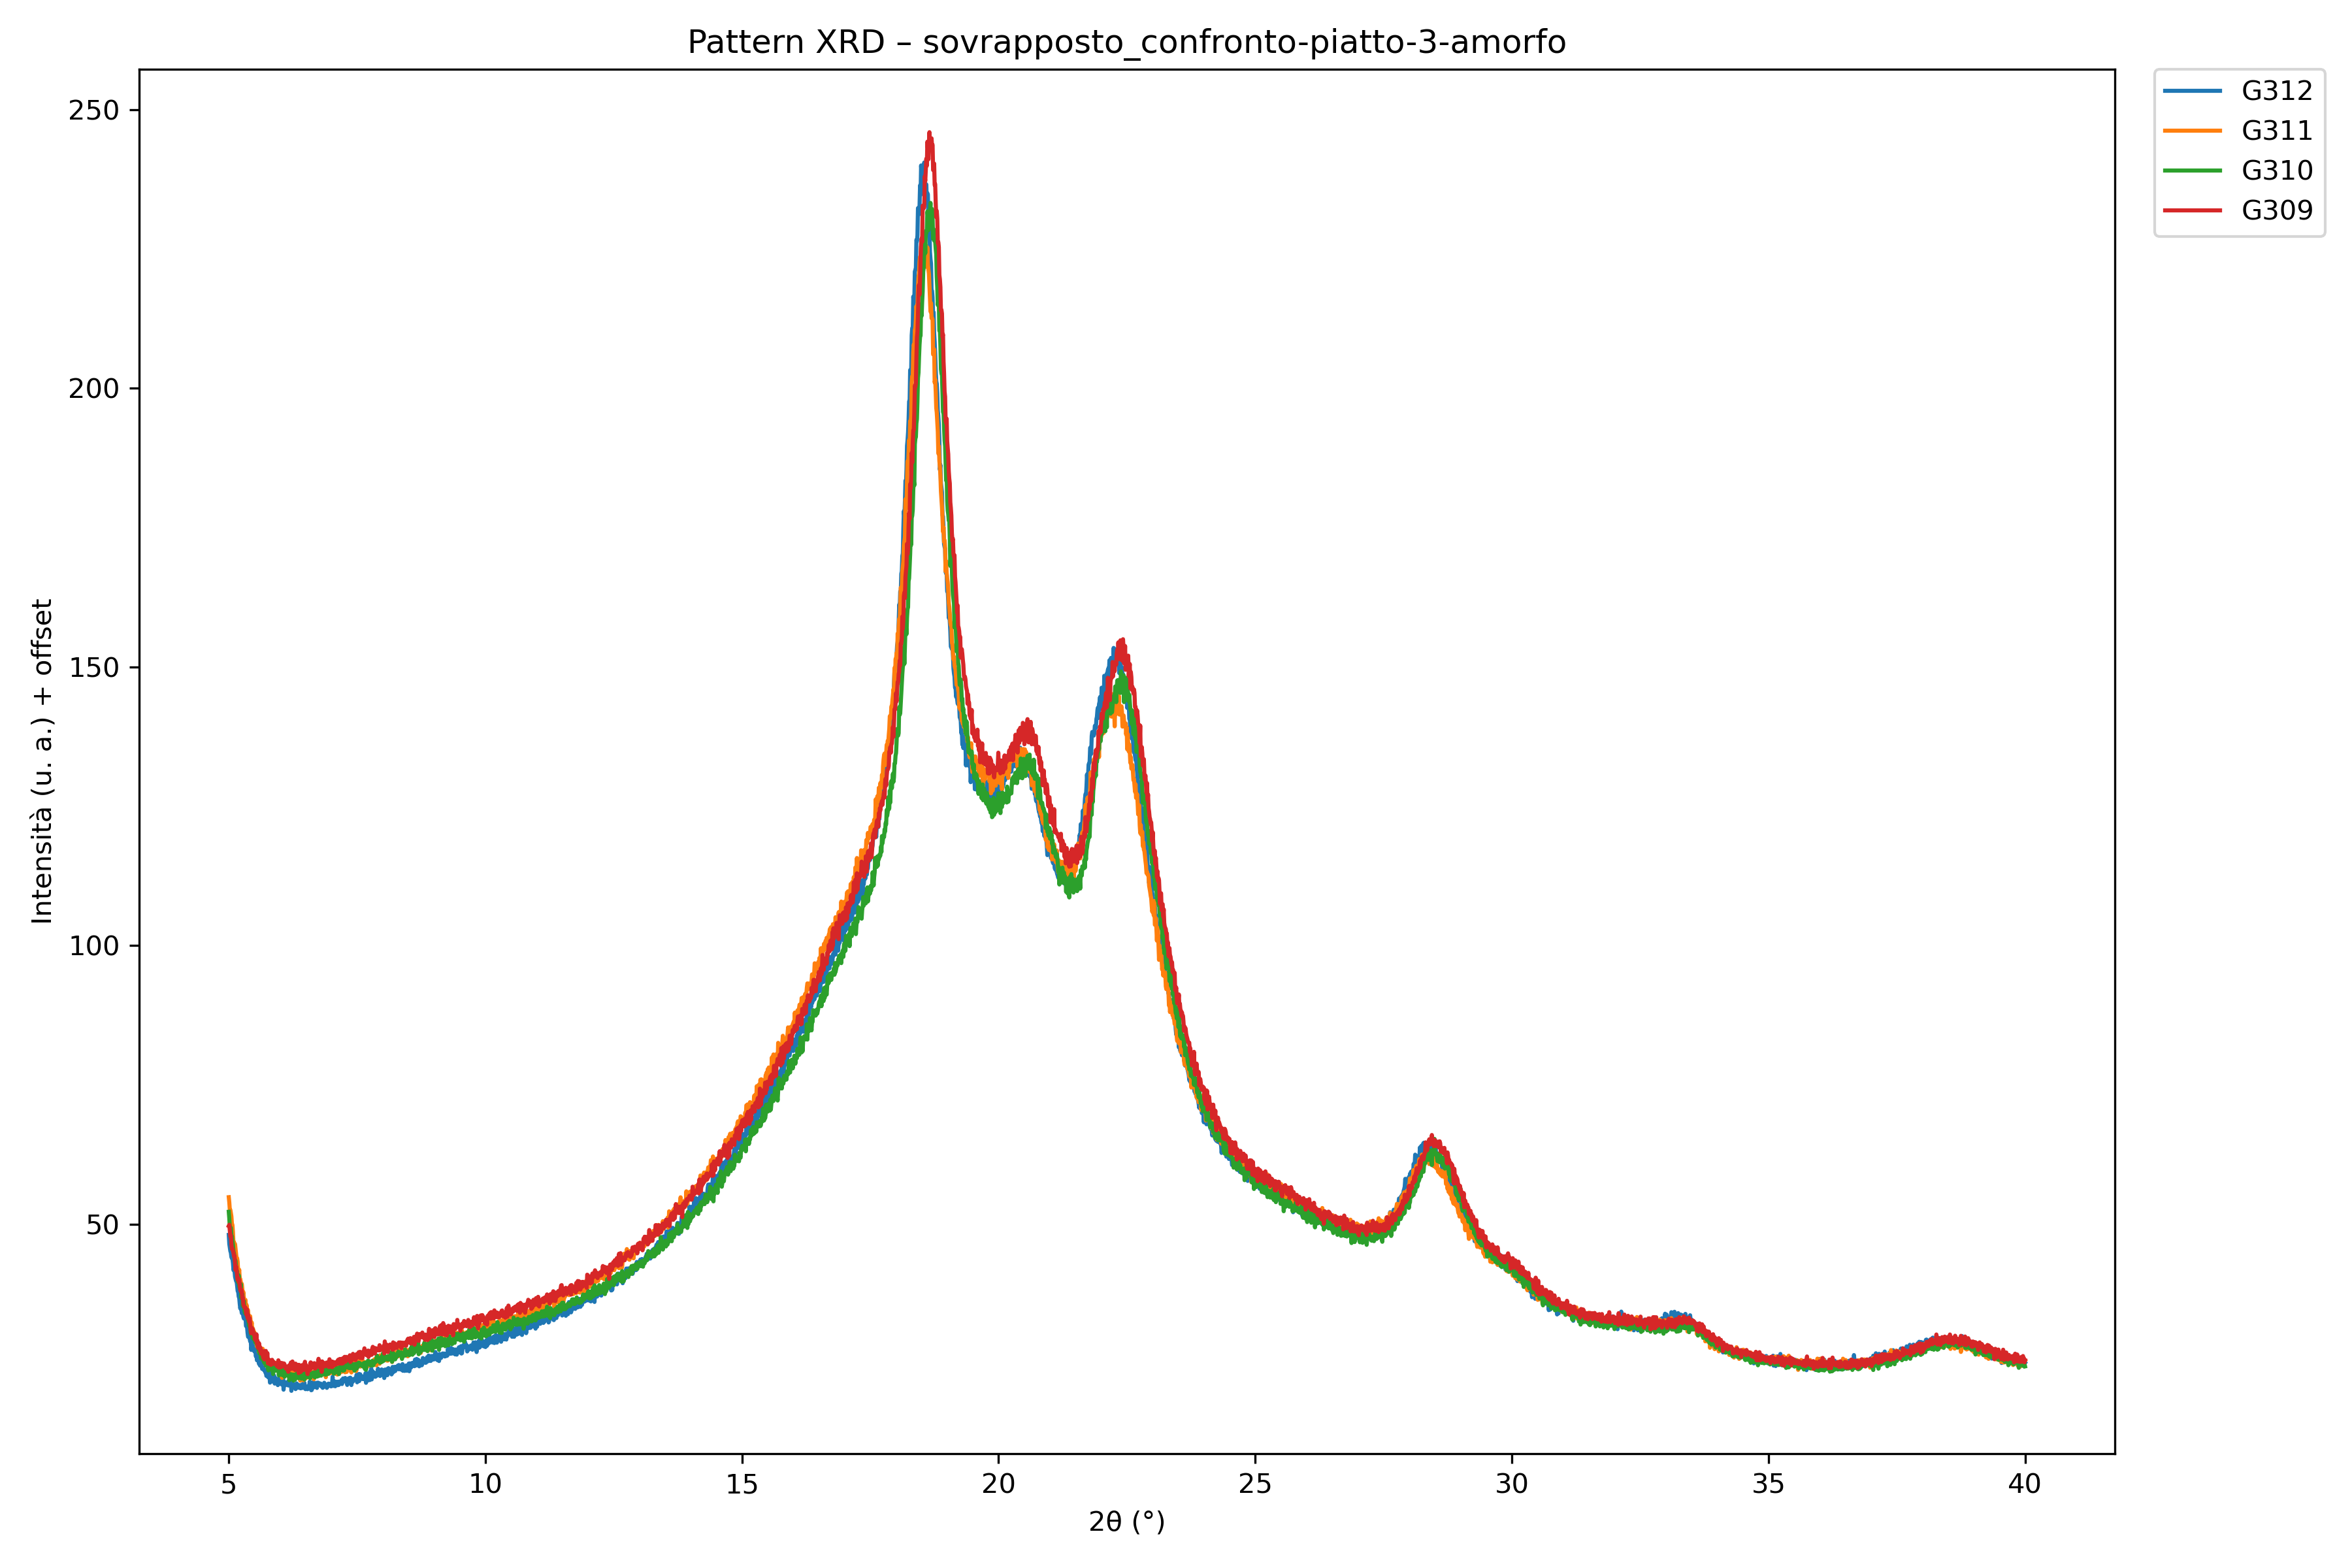 Pattern XRD – sovrapposto_confronto-piatto-3-amorfo
G312
G311
G310
G309
Intensità (u. a.) + offset
250
200
150
100
50
5 10 15 20 25 30 35 40
2θ (°)